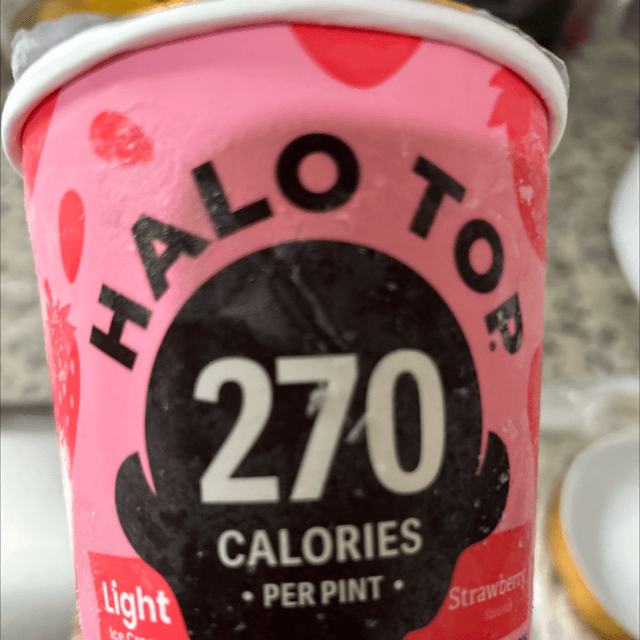 HALO TOP
270
CALORIES
• PER PINT •
Light
Strawberry